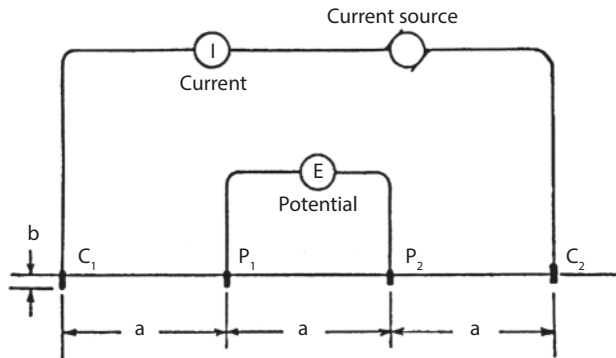 Current source
I
Current
E
Potential
b
C₁ P₁ P₂ C₂
a a a